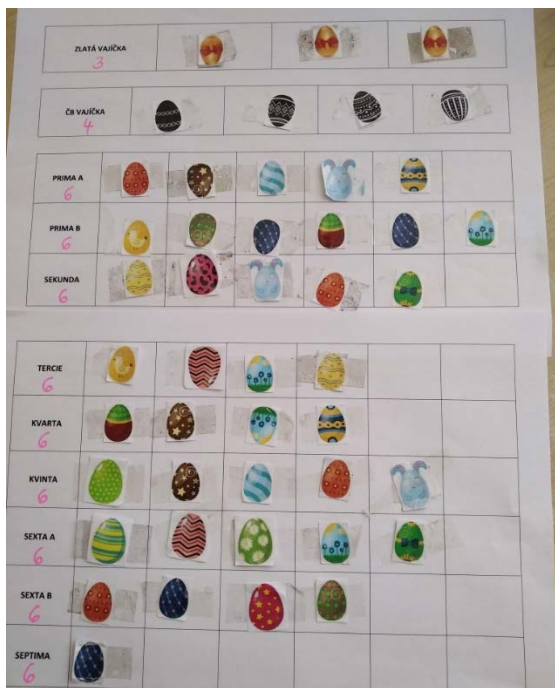 ZLATÁ VAJÍČKA
3
ČB VAJÍČKA
4
PRIMA A
6
PRIMA B
6
SEKUNDA
6
TERCIE
6
KVARTA
6
KVINTA
6
SEXTA A
6
SEXTA B
6
SEPTIMA
6